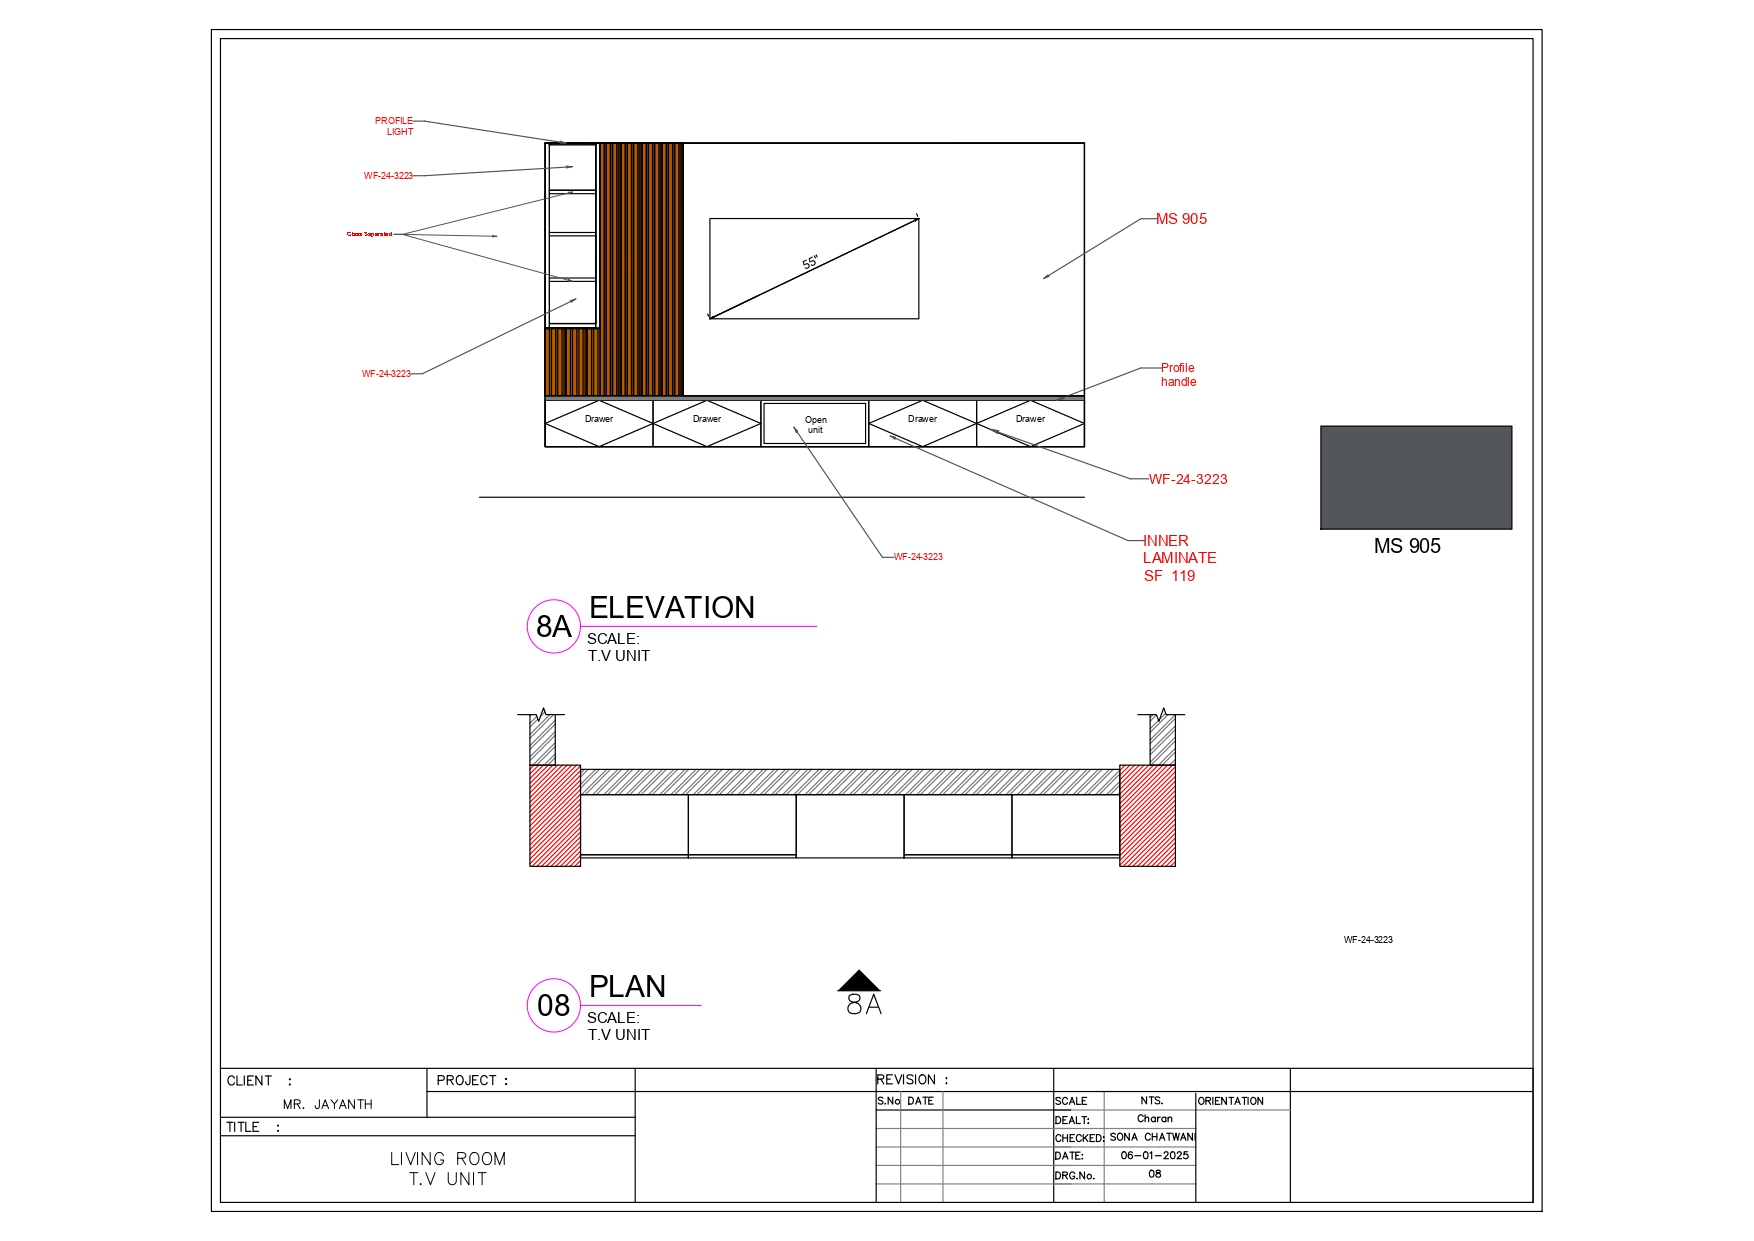 PROFILE
LIGHT
WF-24-3223
Glass Seperated
WF-24-3223
55"
MS 905
Profile
handle
Drawer
Drawer
Open
unit
Drawer
Drawer
WF-24-3223
WF-24-3223
INNER
LAMINATE
SF 119
MS 905
8A
ELEVATION
SCALE:
T.V UNIT
WF-24-3223
08
PLAN
SCALE:
T.V UNIT
8A
CLIENT :
MR. JAYANTH
PROJECT :
TITLE :
LIVING ROOM
T.V UNIT
REVISION :
S.No DATE
SCALE NTS.
DEALT: Charan
CHECKED: SONA CHATWANI
DATE: 06-01-2025
DRG.No. 08
ORIENTATION